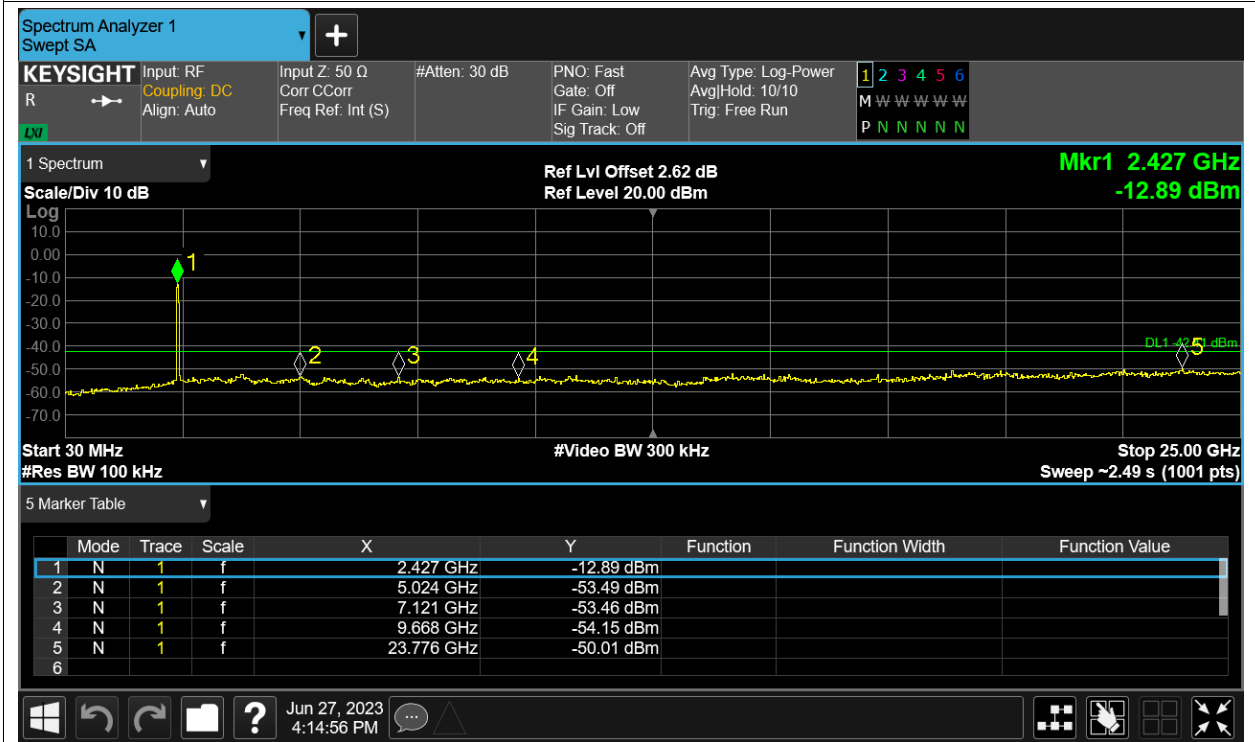 Spectrum Analyzer 1
Swept SA
KEYSIGHT Input: RF Input Z: 50 Ω #Atten: 30 dB PNO: Fast Avg Type: Log-Power 1 2 3 4 5 6
R Coupling: DC Corr CCorr Gate: Off Avg|Hold: 10/10 M W W W W W
Align: Auto Freq Ref: Int (S) IF Gain: Low Trig: Free Run
LXI Sig Track: Off P N N N N N
1 Spectrum Ref Lvl Offset 2.62 dB Mkr1 2.427 GHz
Scale/Div 10 dB Ref Level 20.00 dBm -12.89 dBm
Log
10.0
0.00 1
-10.0
-20.0
-30.0
-40.0 2 3 4 5 dBm
-50.0
-60.0
-70.0
Start 30 MHz #Video BW 300 kHz Stop 25.00 GHz
#Res BW 100 kHz Sweep ~2.49 s (1001 pts)
5 Marker Table
Mode Trace Scale X Y Function Function Width Function Value
1 N 1 f 2.427 GHz -12.89 dBm
2 N 1 f 5.024 GHz -53.49 dBm
3 N 1 f 7.121 GHz -53.46 dBm
4 N 1 f 9.668 GHz -54.15 dBm
5 N 1 f 23.776 GHz -50.01 dBm
6
? Jun 27, 2023
4:14:56 PM